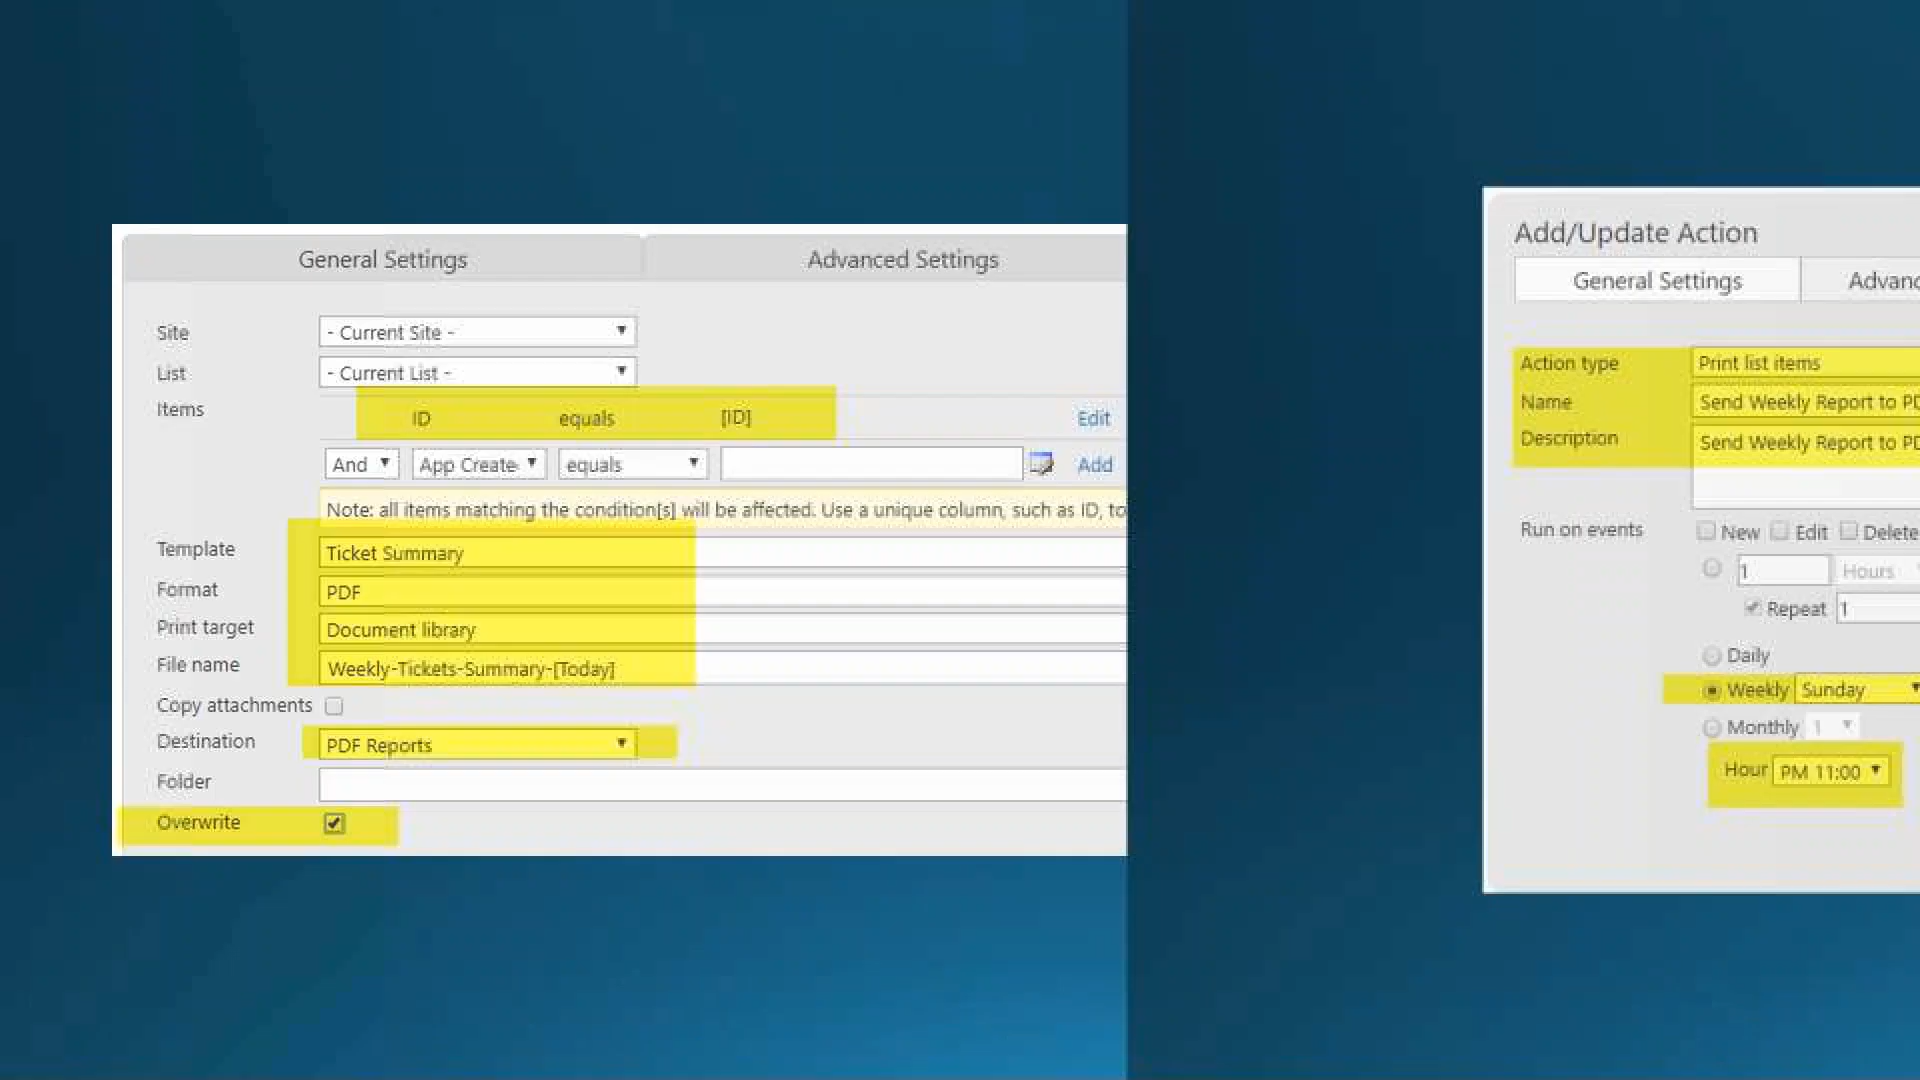 General Settings
Advanced Settings
Site
- Current Site -
List
- Current List -
Items
ID equals [ID] Edit
And App Create equals Add
Note: all items matching the condition[s] will be affected. Use a unique column, such as ID, to
Template
Ticket Summary
Format
PDF
Print target
Document library
File name
Weekly-Tickets-Summary-[Today]
Copy attachments
Destination
PDF Reports
Folder
Overwrite
Add/Update Action
General Settings
Action type
Print list items
Name
Send Weekly Report to
Description
Send Weekly Report to
Run on events
New Edit Delete
1 Hours
Repeat 1
Daily
Weekly Sunday
Monthly 1
Hour PM 11:00